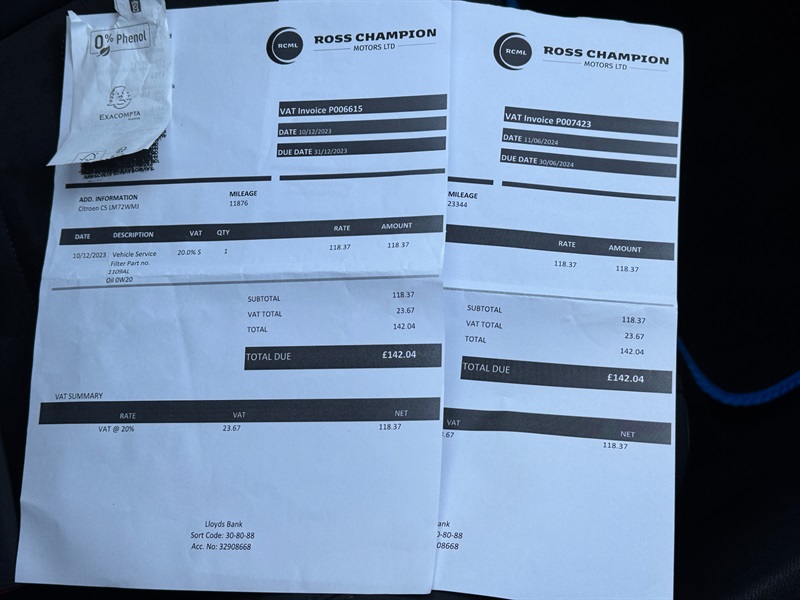 0% Phenol
EXACOMPTA
RCML
ROSS CHAMPION
MOTORS LTD
VAT Invoice P006615
DATE 10/12/2023
DUE DATE 31/12/2023
ADD. INFORMATION
MILEAGE
Citroen C5 LM72WMJ
11876
DATE DESCRIPTION VAT QTY RATE AMOUNT
10/12/2023 Vehicle Service 20.0% S 1 118.37 118.37
Filter Part no.
1109AL
Oil 0W20
SUBTOTAL 118.37
VAT TOTAL 23.67
TOTAL 142.04
TOTAL DUE £142.04
VAT SUMMARY
RATE VAT NET
VAT @ 20% 23.67 118.37
Lloyds Bank
Sort Code: 30-80-88
Acc. No: 32908668
RCML
ROSS CHAMPION
MOTORS LTD
VAT Invoice P007423
DATE 11/06/2024
DUE DATE 30/06/2024
MILEAGE
23344
RATE AMOUNT
118.37 118.37
SUBTOTAL 118.37
VAT TOTAL 23.67
TOTAL 142.04
TOTAL DUE £142.04
VAT NET
3.67 118.37
ank
0-80-88
08668